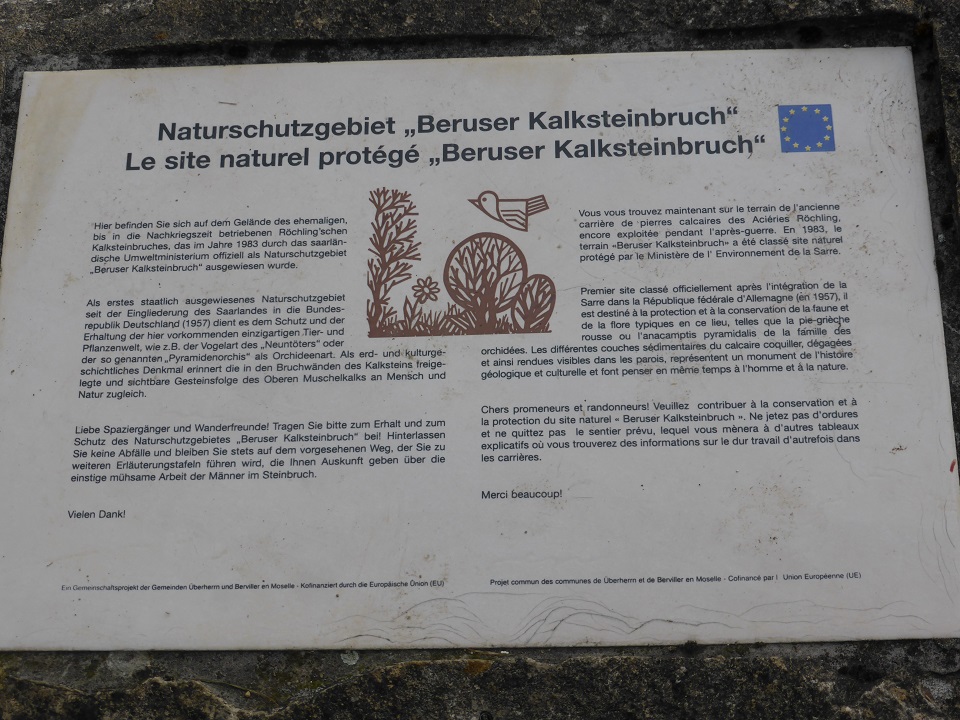 Naturschutzgebiet „Beruser Kalksteinbruch“
Le site naturel protégé „Beruser Kalksteinbruch“
Hier befinden Sie sich auf dem Gelände des ehemaligen,
bis in die Nachkriegszeit betriebenen Röchling'schen
Kalksteinbruches, das im Jahre 1983 durch das saarlän-
dische Umweltministerium offiziell als Naturschutzgebiet
„Beruser Kalksteinbruch“ ausgewiesen wurde.
Als erstes staatlich ausgewiesenes Naturschutzgebiet
seit der Eingliederung des Saarlandes in die Bundes-
republik Deutschland (1957) dient es dem Schutz und der
Erhaltung der hier vorkommenden einzigartigen Tier- und
Pflanzenwelt, wie z.B. der Vogelart des „Neuntöters“ oder
der so genannten „Pyramidenorchis“ als Orchideenart. Als erd- und kulturge-
schichtliches Denkmal erinnert die in den Bruchwänden des Kalksteins freige-
legte und sichtbare Gesteinsfolge des Oberen Muschelkalks an Mensch und
Natur zugleich.
Liebe Spaziergänger und Wanderfreunde! Tragen Sie bitte zum Erhalt und zum
Schutz des Naturschutzgebietes „Beruser Kalksteinbruch“ bei! Hinterlassen
Sie keine Abfälle und bleiben Sie stets auf dem vorgesehenen Weg, der Sie zu
weiteren Erläuterungstafeln führen wird, die Ihnen Auskunft geben über die
einstige mühsame Arbeit der Männer im Steinbruch.
Vielen Dank!
Ein Gemeinschaftsprojekt der Gemeinden Überherrn und Berviller en Moselle - Kofinanziert durch die Europäische Union (EU)
Vous vous trouvez maintenant sur le terrain de l'ancienne
carrière de pierres calcaires des Aciéries Röchling,
encore exploitée pendant l'après-guerre. En 1983, le
terrain «Beruser Kalksteinbruch» a été classé site naturel
protégé par le Ministère de l' Environnement de la Sarre.
Premier site classé officiellement après l'intégration de la
Sarre dans la République fédérale d'Allemagne (en 1957), il
est destiné à la protection et à la conservation de la faune et
de la flore typiques en ce lieu, telles que la pie-grièche
rousse ou l'anacamptis pyramidalis de la famille des
orchidées. Les différentes couches sédimentaires du calcaire coquiller, dégagées
et ainsi rendues visibles dans les parois, représentent un monument de l'histoire
géologique et culturelle et font penser en même temps à l'homme et à la nature.
Chers promeneurs et randonneurs! Veuillez contribuer à la conservation et à
la protection du site naturel « Beruser Kalksteinbruch ». Ne jetez pas d'ordures
et ne quittez pas le sentier prévu, lequel vous mènera à d'autres tableaux
explicatifs où vous trouverez des informations sur le dur travail d'autrefois dans
les carrières.
Merci beaucoup!
Projet commun des communes de Überherrn et de Berviller en Moselle - Cofinancé par l Union Européenne (UE)